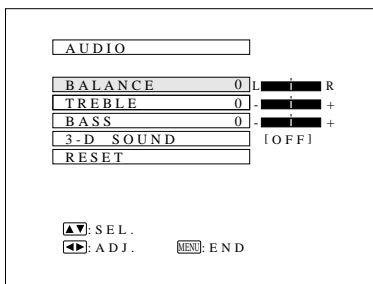 AUDIO
BALANCE 0 L R
TREBLE 0 - +
BASS 0 - +
3-D SOUND [OFF]
RESET
▲▼:SEL.
◀▶:ADJ. MENU:END